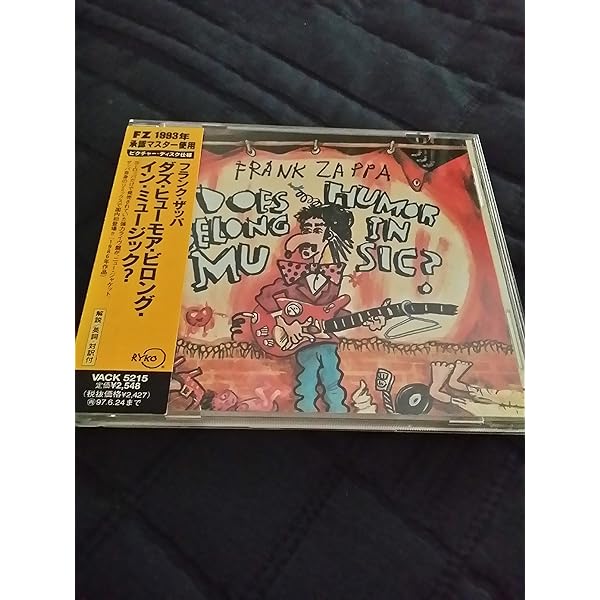 FZ 1993年
承認マスター使用
ピクチャー・ディスク仕様
フランク・ザッパ
ダズ・ヒューモア・ビロング・
イン・ミュージック?
解説/英詞・対訳付
RYKO
VACK 5215
定価¥2,548
(税抜価格¥2,427)
97.6.24まで
FRANK ZAPPA
DOES HUMOR
BELONG IN
MUSIC?